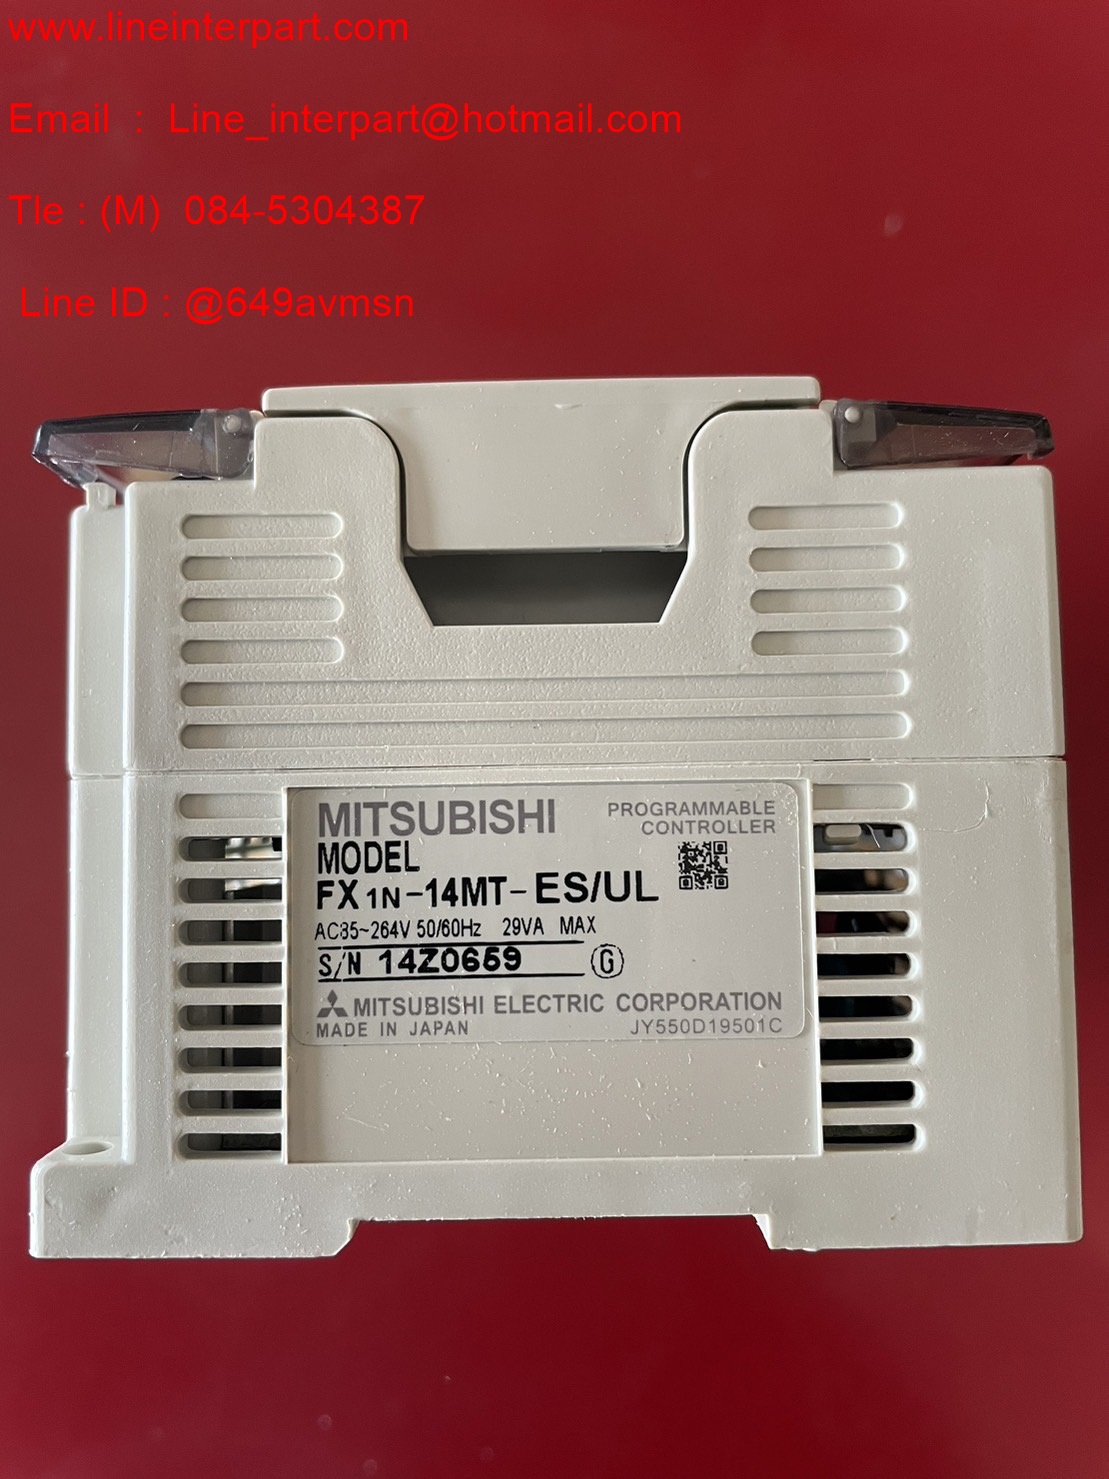 www.lineinterpart.com
Email : Line_interpart@hotmail.com
Tle : (M) 084-5304387
Line ID : @649avmsn
MITSUBISHI
PROGRAMMABLE
CONTROLLER
MODEL
FX1N-14MT-ES/UL
AC85~264V 50/60Hz 29VA MAX
S/N 14Z0659 G
MITSUBISHI ELECTRIC CORPORATION
MADE IN JAPAN JY550D19501C